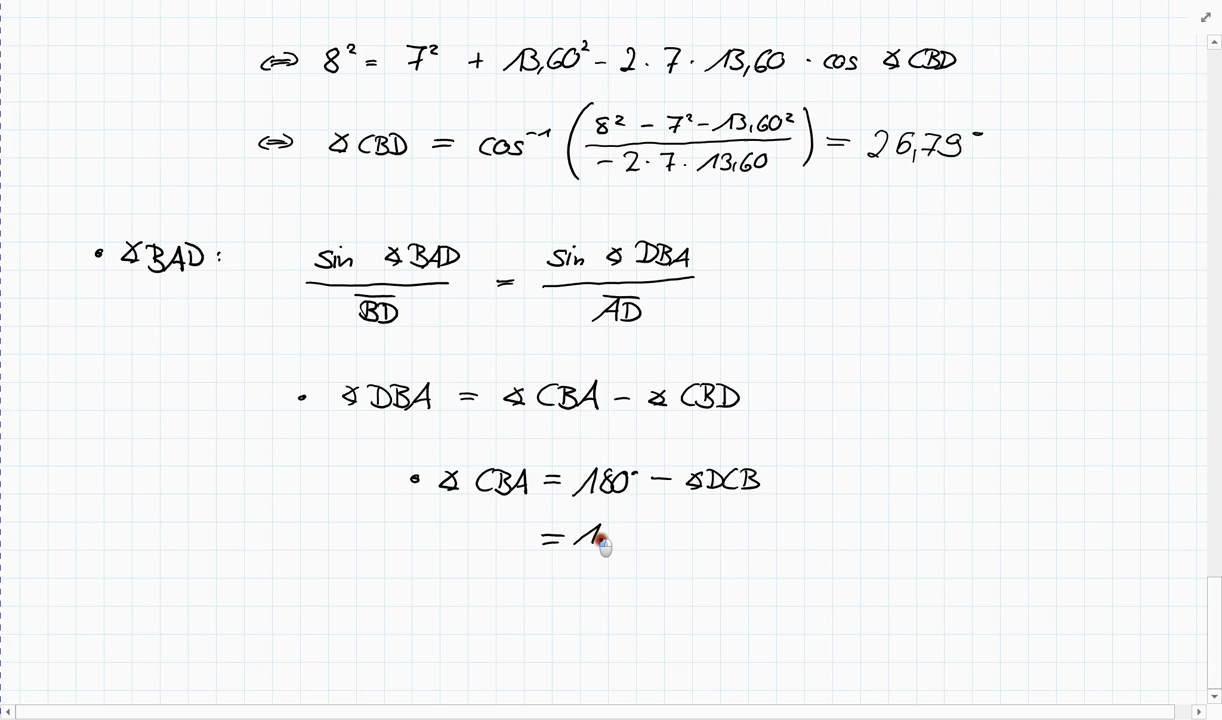 ⇔ 8² = 7² + 13,60² - 2 · 7 · 13,60 · cos ∡CBD
⇔ ∡CBD = cos⁻¹ ( (8² - 7² - 13,60²) / (- 2 · 7 · 13,60) ) = 26,79°
• ∡BAD : sin ∡BAD / BD̅ = sin ∡DBA / AD̅
• ∡DBA = ∡CBA - ∡CBD
• ∡CBA = 180° - ∡DCB
= 1